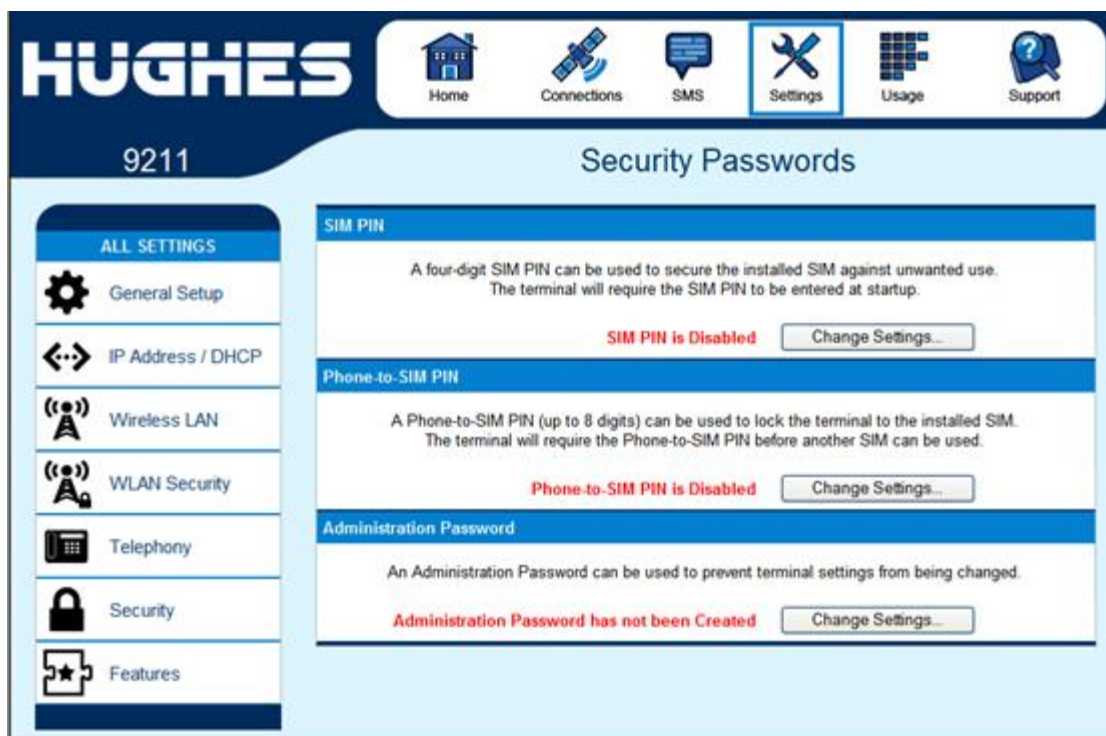 HUGHES
Home
Connections
SMS
Settings
Usage
Support
9211
Security Passwords
ALL SETTINGS
General Setup
IP Address / DHCP
Wireless LAN
WLAN Security
Telephony
Security
Features
SIM PIN
A four-digit SIM PIN can be used to secure the installed SIM against unwanted use.
The terminal will require the SIM PIN to be entered at startup.
SIM PIN is Disabled
Change Settings...
Phone-to-SIM PIN
A Phone-to-SIM PIN (up to 8 digits) can be used to lock the terminal to the installed SIM.
The terminal will require the Phone-to-SIM PIN before another SIM can be used.
Phone-to-SIM PIN is Disabled
Change Settings...
Administration Password
An Administration Password can be used to prevent terminal settings from being changed.
Administration Password has not been Created
Change Settings...